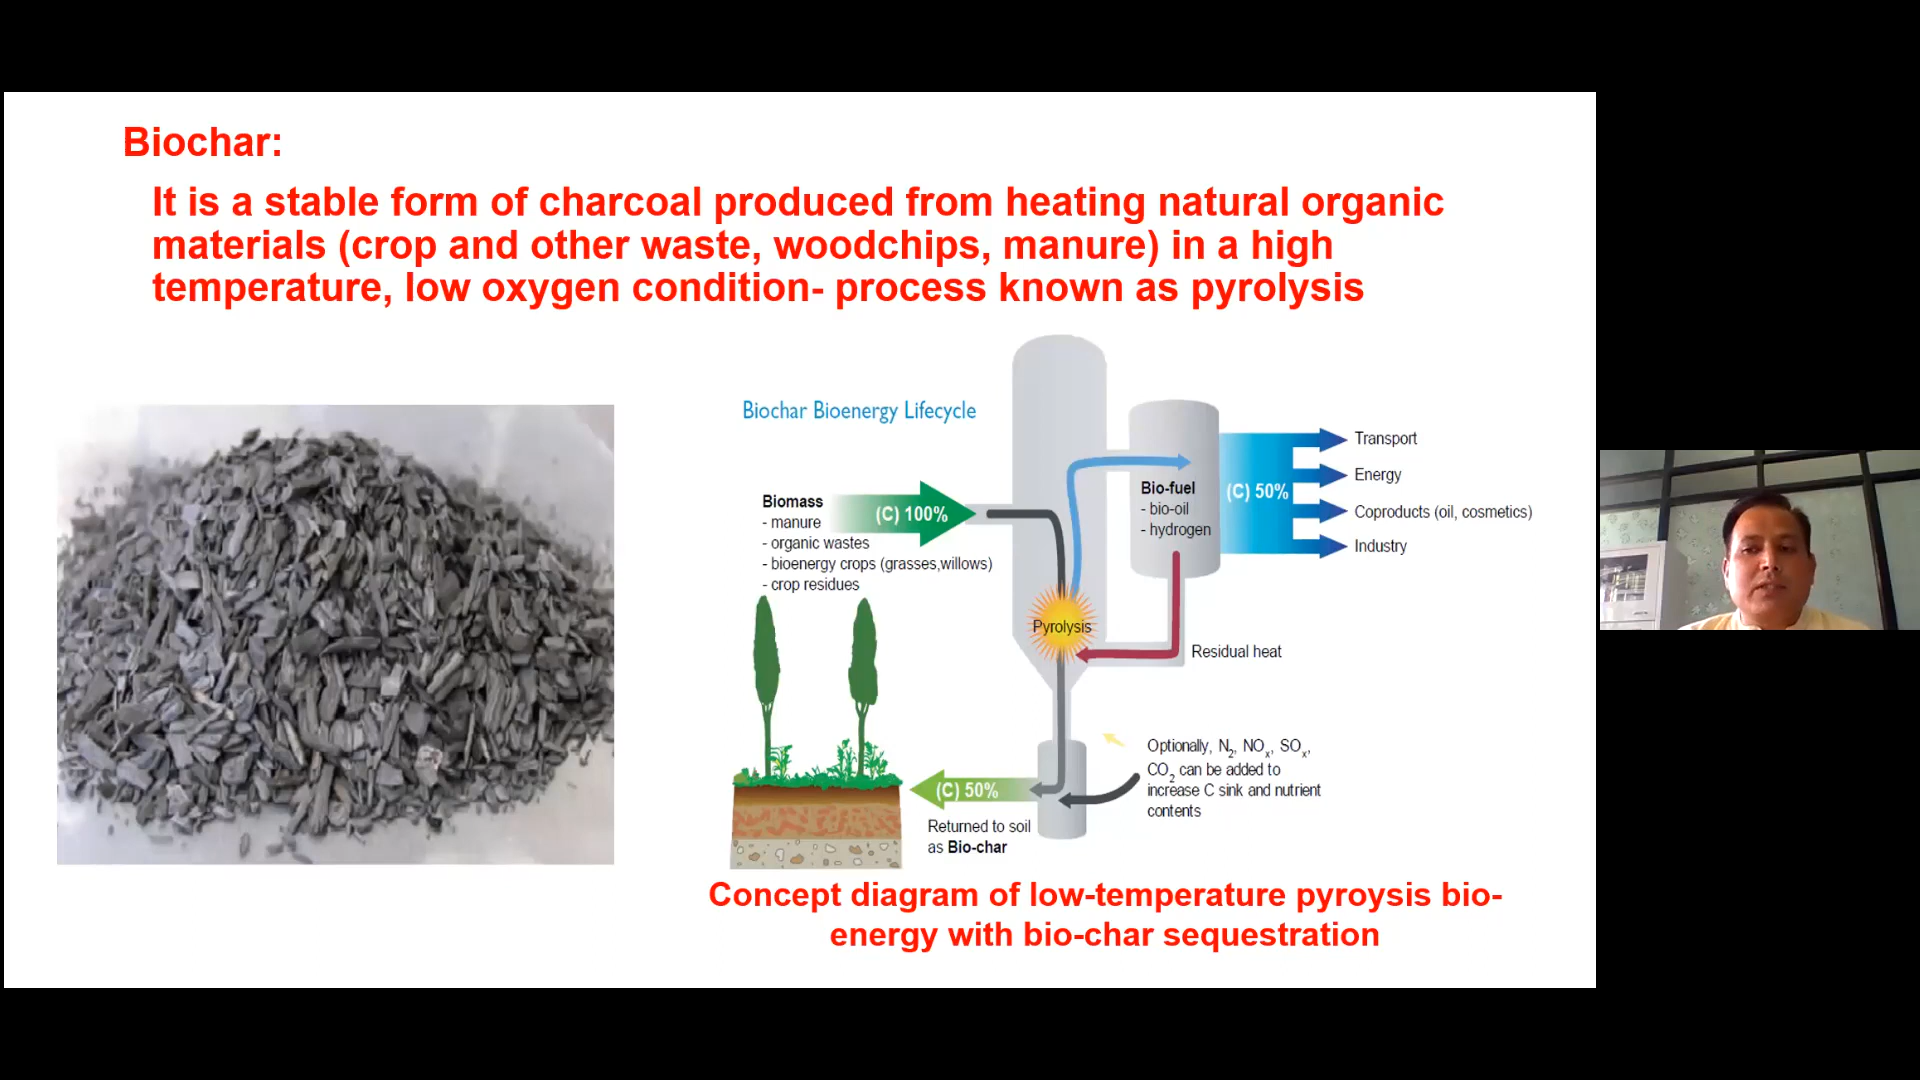 Biochar:
It is a stable form of charcoal produced from heating natural organic
materials (crop and other waste, woodchips, manure) in a high
temperature, low oxygen condition- process known as pyrolysis
Biochar Bioenergy Lifecycle
Biomass
- manure
- organic wastes
- bioenergy crops (grasses,willows)
- crop residues
(C) 100%
Pyrolysis
Bio-fuel
- bio-oil
- hydrogen
(C) 50%
Transport
Energy
Coproducts (oil, cosmetics)
Industry
Residual heat
Optionally, N2, NOx, SOx,
CO2 can be added to
increase C sink and nutrient
contents
(C) 50%
Returned to soil
as Bio-char
Concept diagram of low-temperature pyroysis bio-
energy with bio-char sequestration